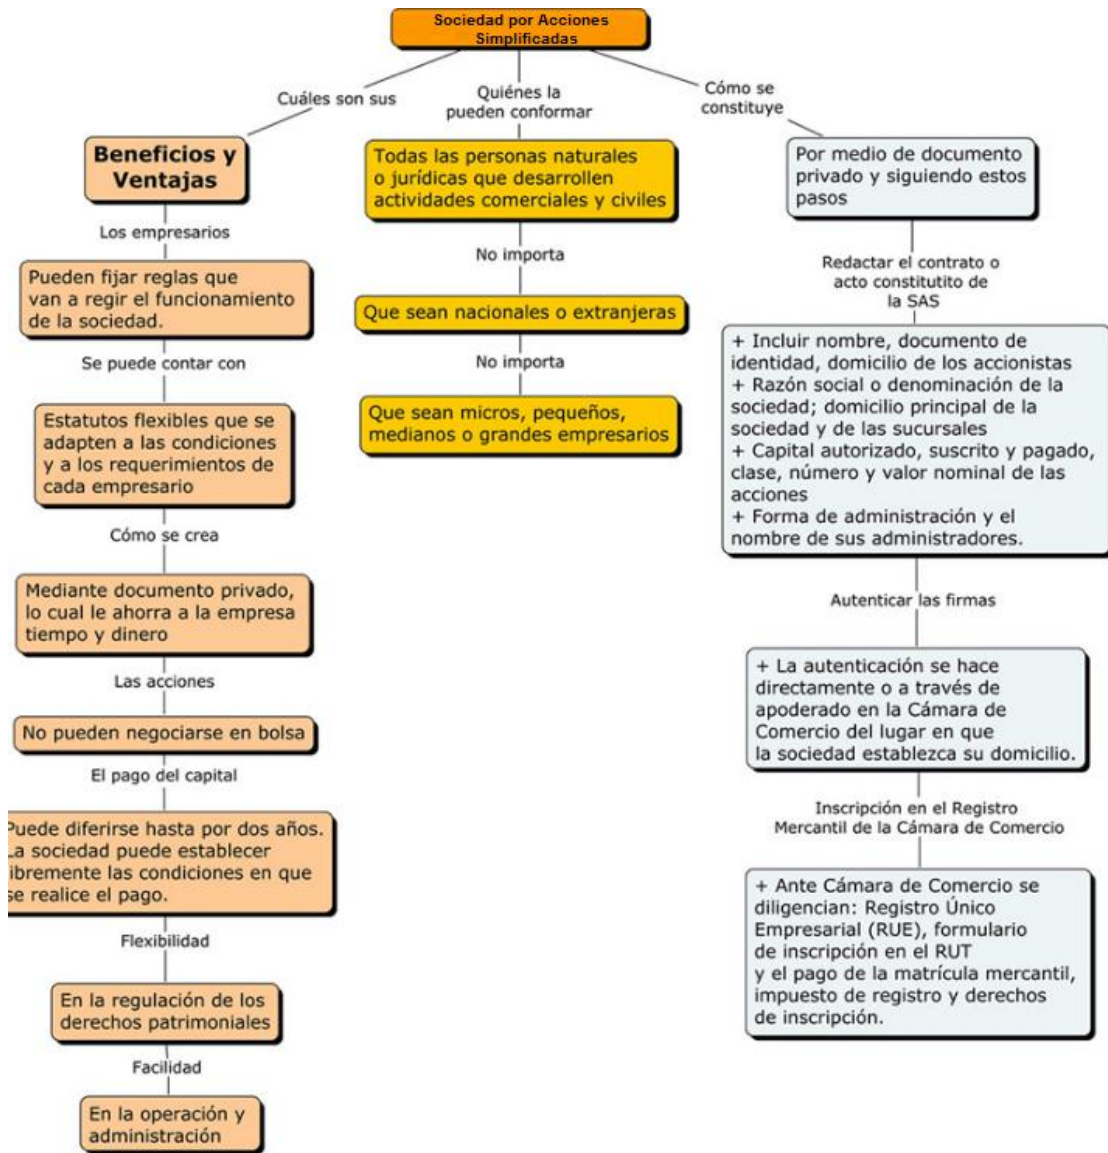 Sociedad por Acciones
Simplificadas
Cuáles son sus
Beneficios y
Ventajas
Los empresarios
Pueden fijar reglas que
van a regir el funcionamiento
de la sociedad.
Se puede contar con
Estatutos flexibles que se
adapten a las condiciones
y a los requerimientos de
cada empresario
Cómo se crea
Mediante documento privado,
lo cual le ahorra a la empresa
tiempo y dinero
Las acciones
No pueden negociarse en bolsa
El pago del capital
Puede diferirse hasta por dos años.
La sociedad puede establecer
libremente las condiciones en que
se realice el pago.
Flexibilidad
En la regulación de los
derechos patrimoniales
Facilidad
En la operación y
administración
Quiénes la
pueden conformar
Todas las personas naturales
o jurídicas que desarrollen
actividades comerciales y civiles
No importa
Que sean nacionales o extranjeras
No importa
Que sean micros, pequeños,
medianos o grandes empresarios
Cómo se
constituye
Por medio de documento
privado y siguiendo estos
pasos
Redactar el contrato o
acto constitutito de
la SAS
+ Incluir nombre, documento de
identidad, domicilio de los accionistas
+ Razón social o denominación de la
sociedad; domicilio principal de la
sociedad y de las sucursales
+ Capital autorizado, suscrito y pagado,
clase, número y valor nominal de las
acciones
+ Forma de administración y el
nombre de sus administradores.
Autenticar las firmas
+ La autenticación se hace
directamente o a través de
apoderado en la Cámara de
Comercio del lugar en que
la sociedad establezca su domicilio.
Inscripción en el Registro
Mercantil de la Cámara de Comercio
+ Ante Cámara de Comercio se
diligencian: Registro Único
Empresarial (RUE), formulario
de inscripción en el RUT
y el pago de la matrícula mercantil,
impuesto de registro y derechos
de inscripción.